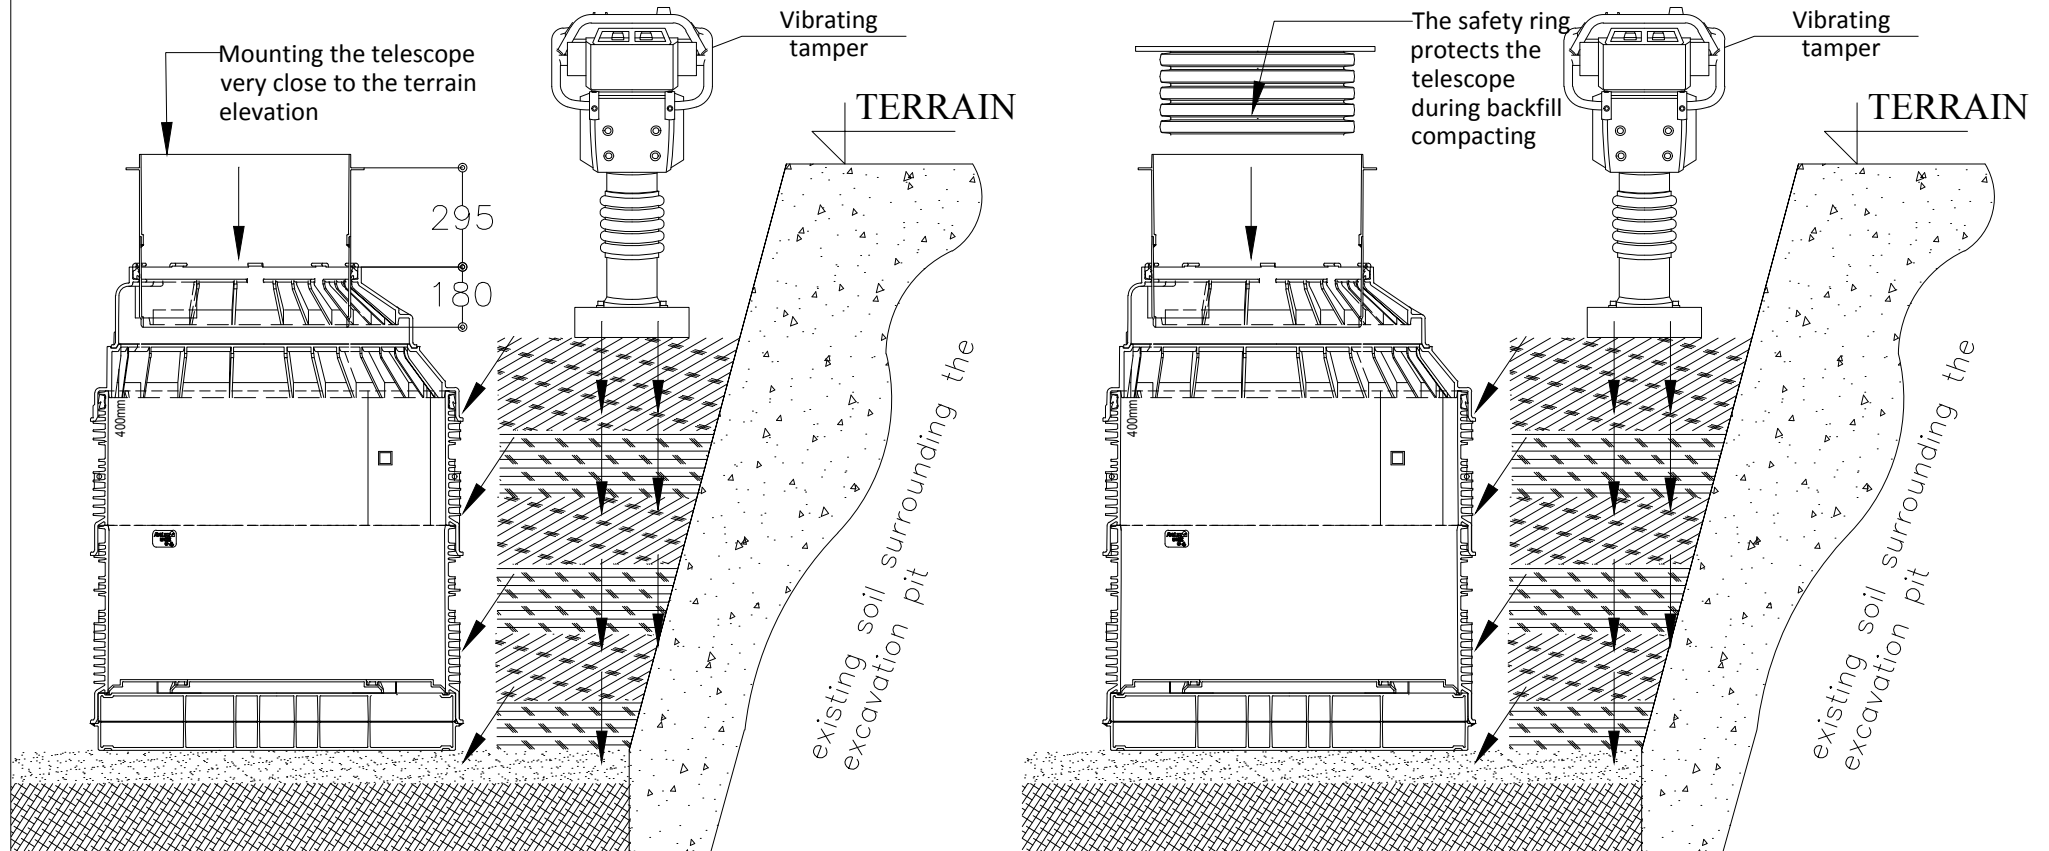 Mounting the telescope
very close to the terrain
elevation
Vibrating
tamper
TERRAIN
295
180
400mm
existing soil surrounding the
excavation pit
The safety ring
protects the
telescope
during backfill
compacting
Vibrating
tamper
TERRAIN
400mm
existing soil surrounding the
excavation pit